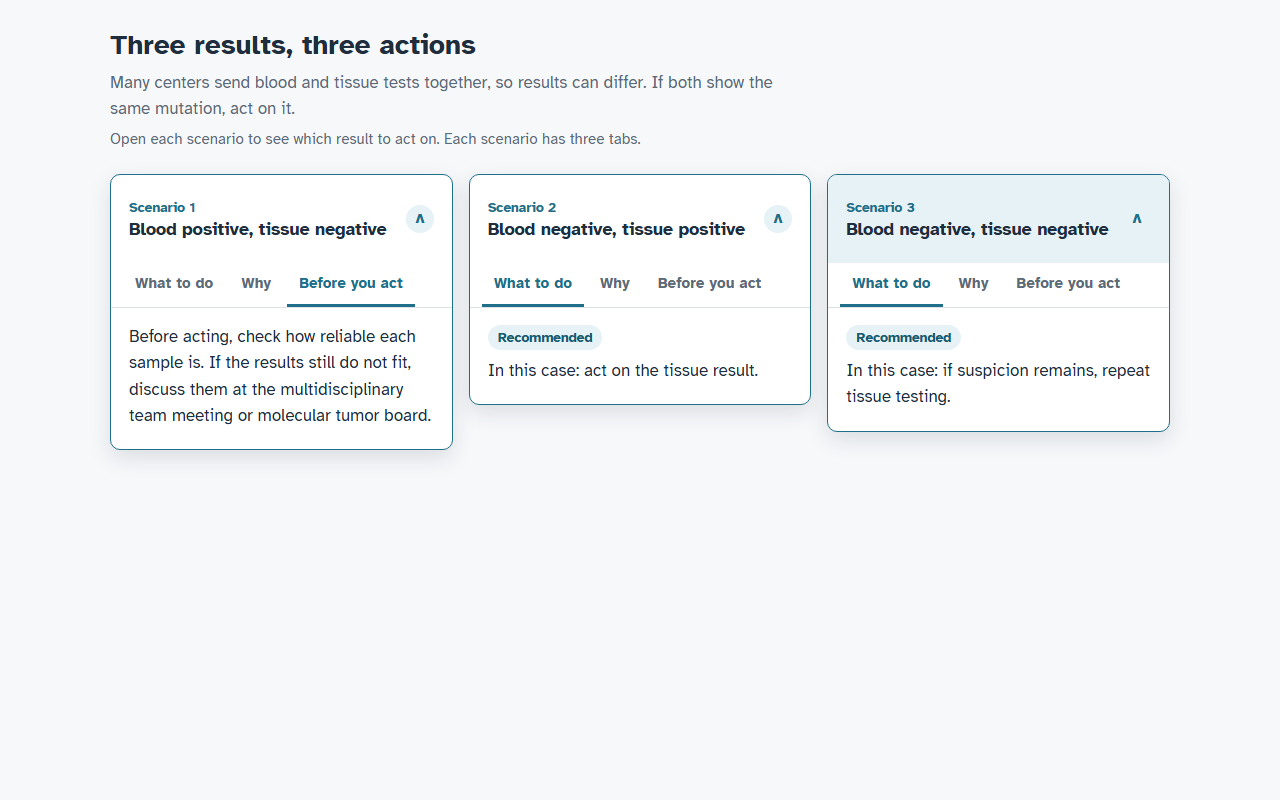 Three results, three actions
Many centers send blood and tissue tests together, so results can differ. If both show the
same mutation, act on it.
Open each scenario to see which result to act on. Each scenario has three tabs.
Scenario 1
Blood positive, tissue negative
What to do Why Before you act
Before acting, check how reliable each
sample is. If the results still do not fit,
discuss them at the multidisciplinary
team meeting or molecular tumor board.
Scenario 2
Blood negative, tissue positive
What to do Why Before you act
Recommended
In this case: act on the tissue result.
Scenario 3
Blood negative, tissue negative
What to do Why Before you act
Recommended
In this case: if suspicion remains, repeat
tissue testing.